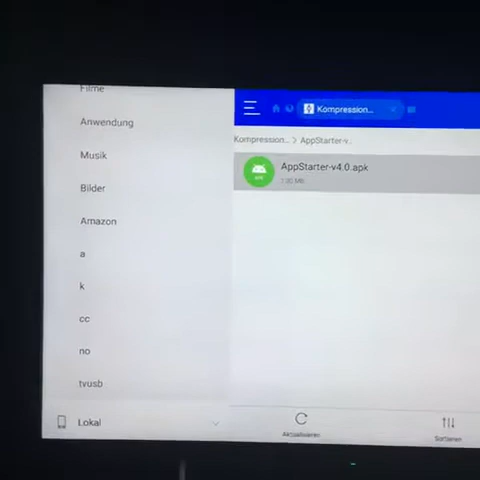 Filme
Anwendung
Musik
Bilder
Amazon
a
k
cc
no
tvusb
Lokal
Kompression...
Kompression... > AppStarter-v..
AppStarter-v4.0.apk
Aktualisieren
Sortieren